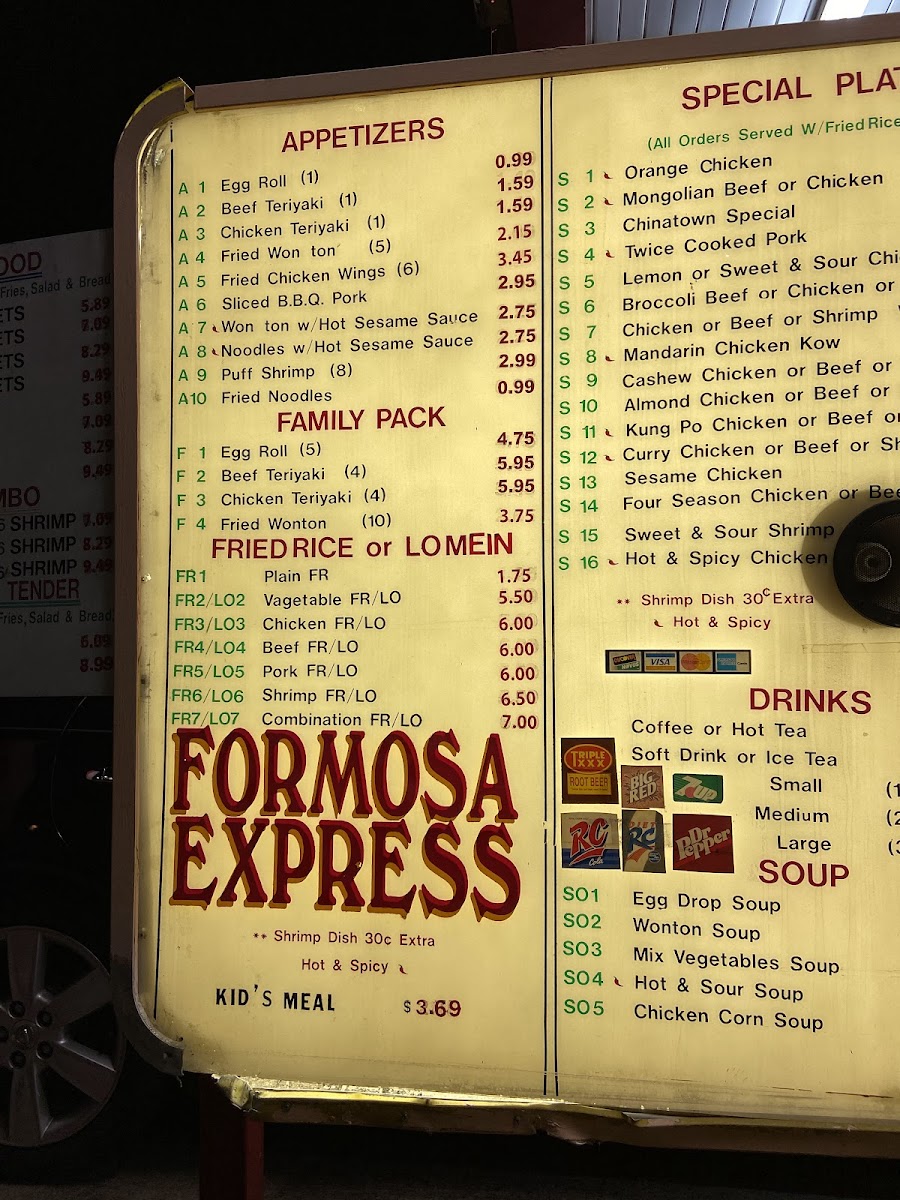 OOD
Fries, Salad & Bread
ETS 5.89
ETS 7.09
ETS 8.29
ETS 9.49
5.89
7.09
8.29
9.49
MBO
SHRIMP 7.09
SHRIMP 8.29
SHRIMP 9.49
TENDER
Fries, Salad & Bread
6.09
8.99
APPETIZERS
A 1 Egg Roll (1) 0.99
A 2 Beef Teriyaki (1) 1.59
A 3 Chicken Teriyaki (1) 1.59
A 4 Fried Won ton (5) 2.15
A 5 Fried Chicken Wings (6) 3.45
A 6 Sliced B.B.Q. Pork 2.95
A 7 Won ton w/Hot Sesame Sauce 2.75
A 8 Noodles w/Hot Sesame Sauce 2.75
A 9 Puff Shrimp (8) 2.99
A10 Fried Noodles 0.99
FAMILY PACK
F 1 Egg Roll (5) 4.75
F 2 Beef Teriyaki (4) 5.95
F 3 Chicken Teriyaki (4) 5.95
F 4 Fried Wonton (10) 3.75
FRIED RICE or LO MEIN
FR1 Plain FR 1.75
FR2/LO2 Vagetable FR/LO 5.50
FR3/LO3 Chicken FR/LO 6.00
FR4/LO4 Beef FR/LO 6.00
FR5/LO5 Pork FR/LO 6.00
FR6/LO6 Shrimp FR/LO 6.50
FR7/LO7 Combination FR/LO 7.00
FORMOSA
EXPRESS
** Shrimp Dish 30¢ Extra
Hot & Spicy
KID'S MEAL $3.69
SPECIAL PLA
(All Orders Served W/Fried Rice
S 1 Orange Chicken
S 2 Mongolian Beef or Chicken
S 3 Chinatown Special
S 4 Twice Cooked Pork
S 5 Lemon or Sweet & Sour Chi
S 6 Broccoli Beef or Chicken or
S 7 Chicken or Beef or Shrimp
S 8 Mandarin Chicken Kow
S 9 Cashew Chicken or Beef or
S 10 Almond Chicken or Beef or
S 11 Kung Po Chicken or Beef or
S 12 Curry Chicken or Beef or Sh
S 13 Sesame Chicken
S 14 Four Season Chicken or Bee
S 15 Sweet & Sour Shrimp
S 16 Hot & Spicy Chicken
** Shrimp Dish 30¢ Extra
Hot & Spicy
DISCOVER VISA MasterCard
DRINKS
Coffee or Hot Tea
Soft Drink or Ice Tea
Small (1
Medium (2
Large (3
TRIPLE XXX ROOT BEER
BIG RED
7up
RC Cola
DIET RC
Dr Pepper
SOUP
SO1 Egg Drop Soup
SO2 Wonton Soup
SO3 Mix Vegetables Soup
SO4 Hot & Sour Soup
SO5 Chicken Corn Soup